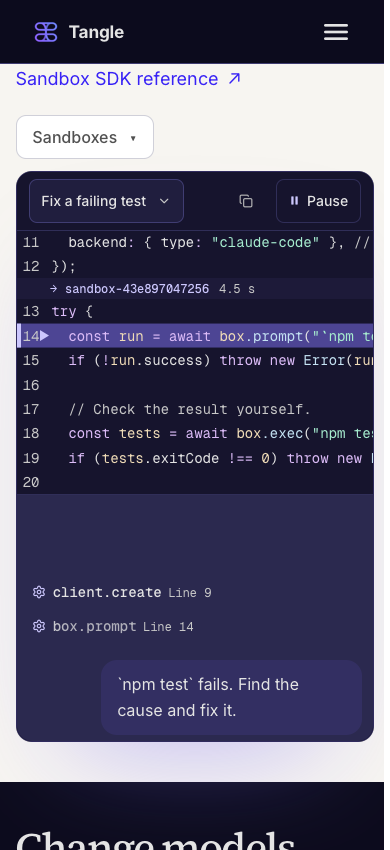 Tangle
Sandbox SDK reference ↗
Sandboxes ▾
Fix a failing test
Pause
11 backend: { type: "claude-code" }, //
12 });
→ sandbox-43e897047256 4.5 s
13 try {
14 const run = await box.prompt("`npm te
15 if (!run.success) throw new Error(run
16
17 // Check the result yourself.
18 const tests = await box.exec("npm tes
19 if (tests.exitCode !== 0) throw new
20
client.create Line 9
box.prompt Line 14
`npm test` fails. Find the
cause and fix it.
Change models